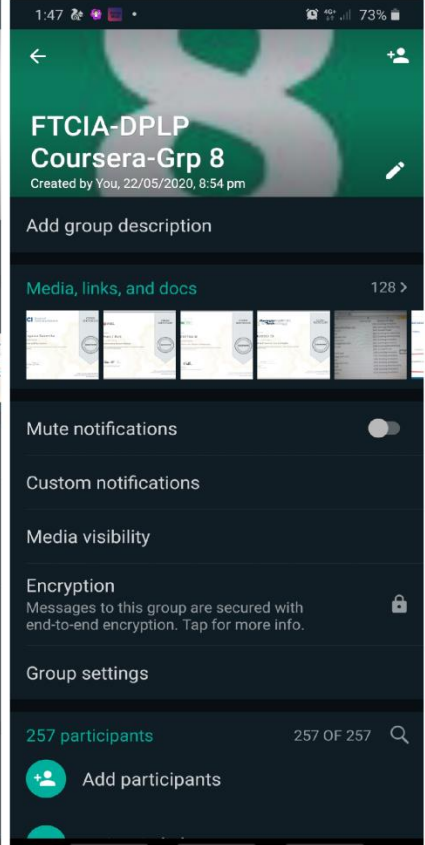 1:47 73%
FTCIA-DPLP
Coursera-Grp 8
Created by You, 22/05/2020, 8:54 pm
Add group description
Media, links, and docs 128 >
Mute notifications
Custom notifications
Media visibility
Encryption
Messages to this group are secured with
end-to-end encryption. Tap for more info.
Group settings
257 participants 257 OF 257
Add participants